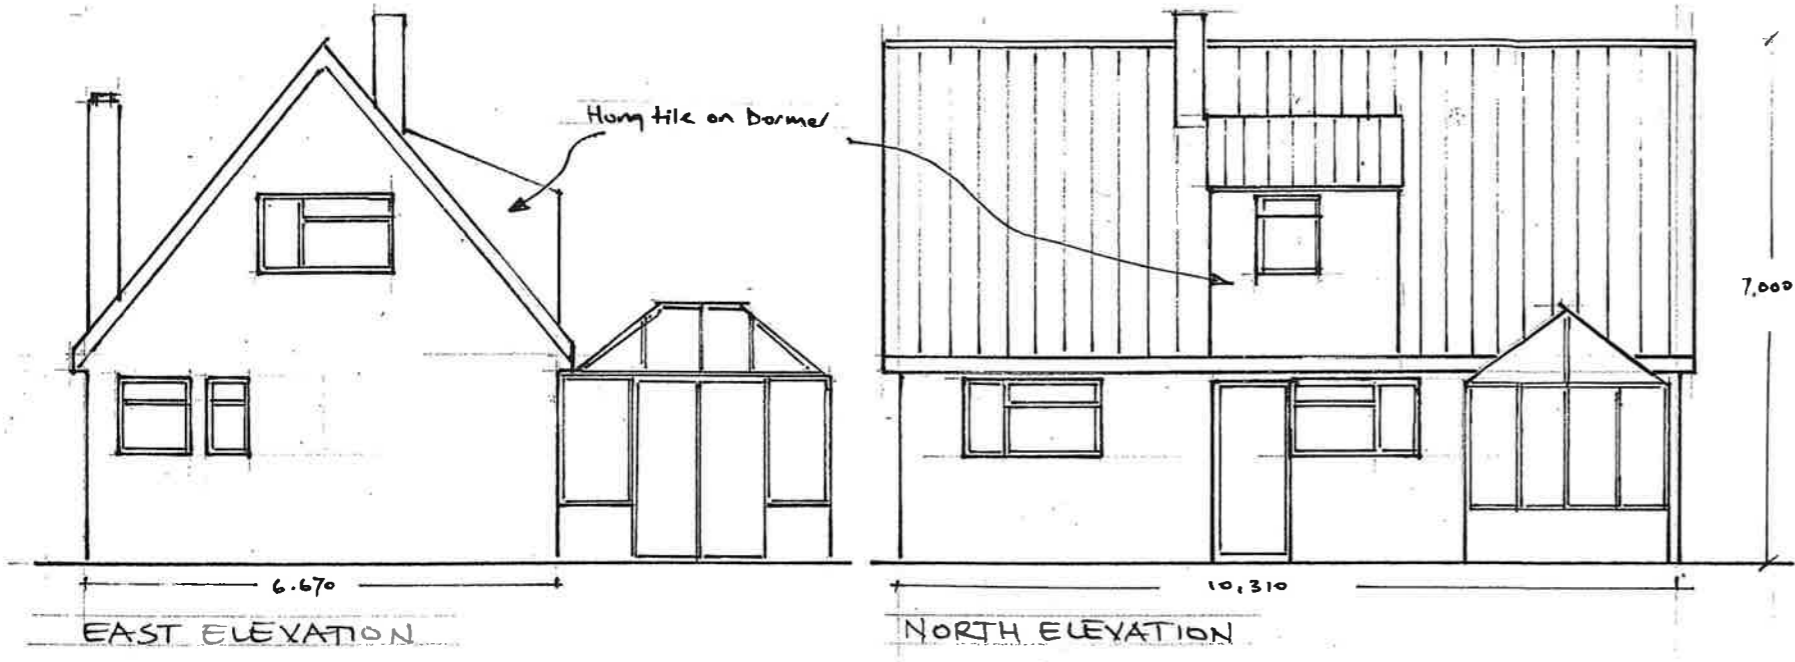 Hung tile on Dormer
7,000
6.670
10,310
EAST ELEVATION
NORTH ELEVATION